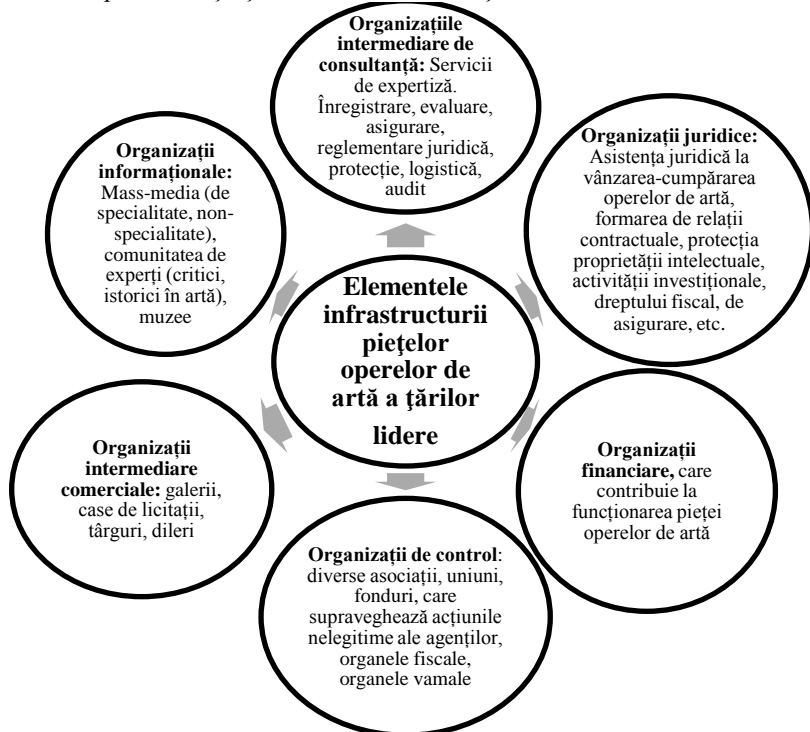 Organizațiile
intermediare de
consultanță: Servicii
de expertiză.
Înregistrare, evaluare,
asigurare,
reglementare juridică,
protecție, logistică,
audit
Organizații juridice:
Asistența juridică la
vânzarea-cumpărarea
operelor de artă,
formarea de relații
contractuale, protecția
proprietății intelectuale,
activității investiționale,
dreptului fiscal, de
asigurare, etc.
Organizații
financiare, care
contribuie la
funcționarea pieței
operelor de artă
Organizații de control:
diverse asociații, uniuni,
fonduri, care
supraveghează acțiunile
nelegitime ale agenților,
organele fiscale,
organele vamale
Organizații
intermediare
comerciale: galerii,
case de licitații,
târguri, dileri
Organizații
informaționale:
Mass-media (de
specialitate, non-
specialitate),
comunitatea de
experți (critici,
istorici în artă),
muzee
Elementele
infrastructurii
piețelor
operelor de
artă a ţărilor
lidere